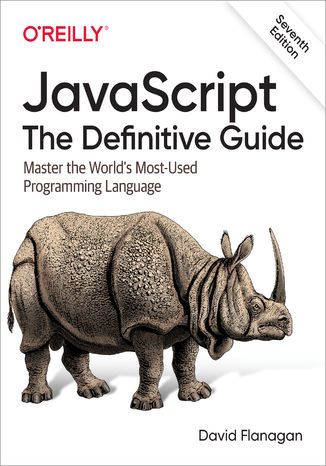 O'REILLY®
Seventh
Edition
JavaScript
The Definitive Guide
Master the World's Most-Used
Programming Language
David Flanagan